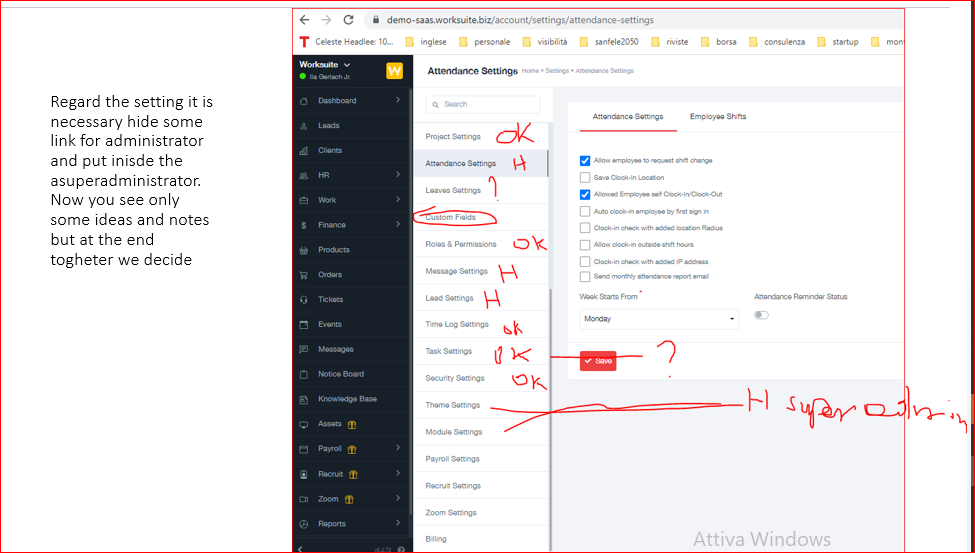 Regard the setting it is
necessary hide some
link for administrator
and put inisde the
asuperadministrator.
Now you see only
some ideas and notes
but at the end
togheter we decide
demo-saas.worksuite.biz/account/settings/attendance-settings
Celeste Headlee: 10... inglese personale visibilità sanfele2050 riviste borsa consulenza startup mon
Worksuite
Ila Gerlach Jr.
W
Dashboard
Leads
Clients
HR
Work
Finance
Products
Orders
Tickets
Events
Messages
Notice Board
Knowledge Base
Assets
Payroll
Recruit
Zoom
Reports
Attendance Settings Home • Settings • Attendance Settings
Search
Project Settings OK
Attendance Settings H
Leaves Settings ?
Custom Fields
Roles & Permissions OK
Message Settings H
Lead Settings H
Time Log Settings ok
Task Settings OK ?
Security Settings OK
Theme Settings H super admin
Module Settings
Payroll Settings
Recruit Settings
Zoom Settings
Billing
Attendance Settings Employee Shifts
Allow employee to request shift change
Save Clock-In Location
Allowed Employee self Clock-In/Clock-Out
Auto clock-in employee by first sign in
Clock-in check with added location Radius
Allow clock-in outside shift hours
Clock-in check with added IP address
Send monthly attendance report email
Week Starts From * Attendance Reminder Status
Monday
Save
Attiva Windows